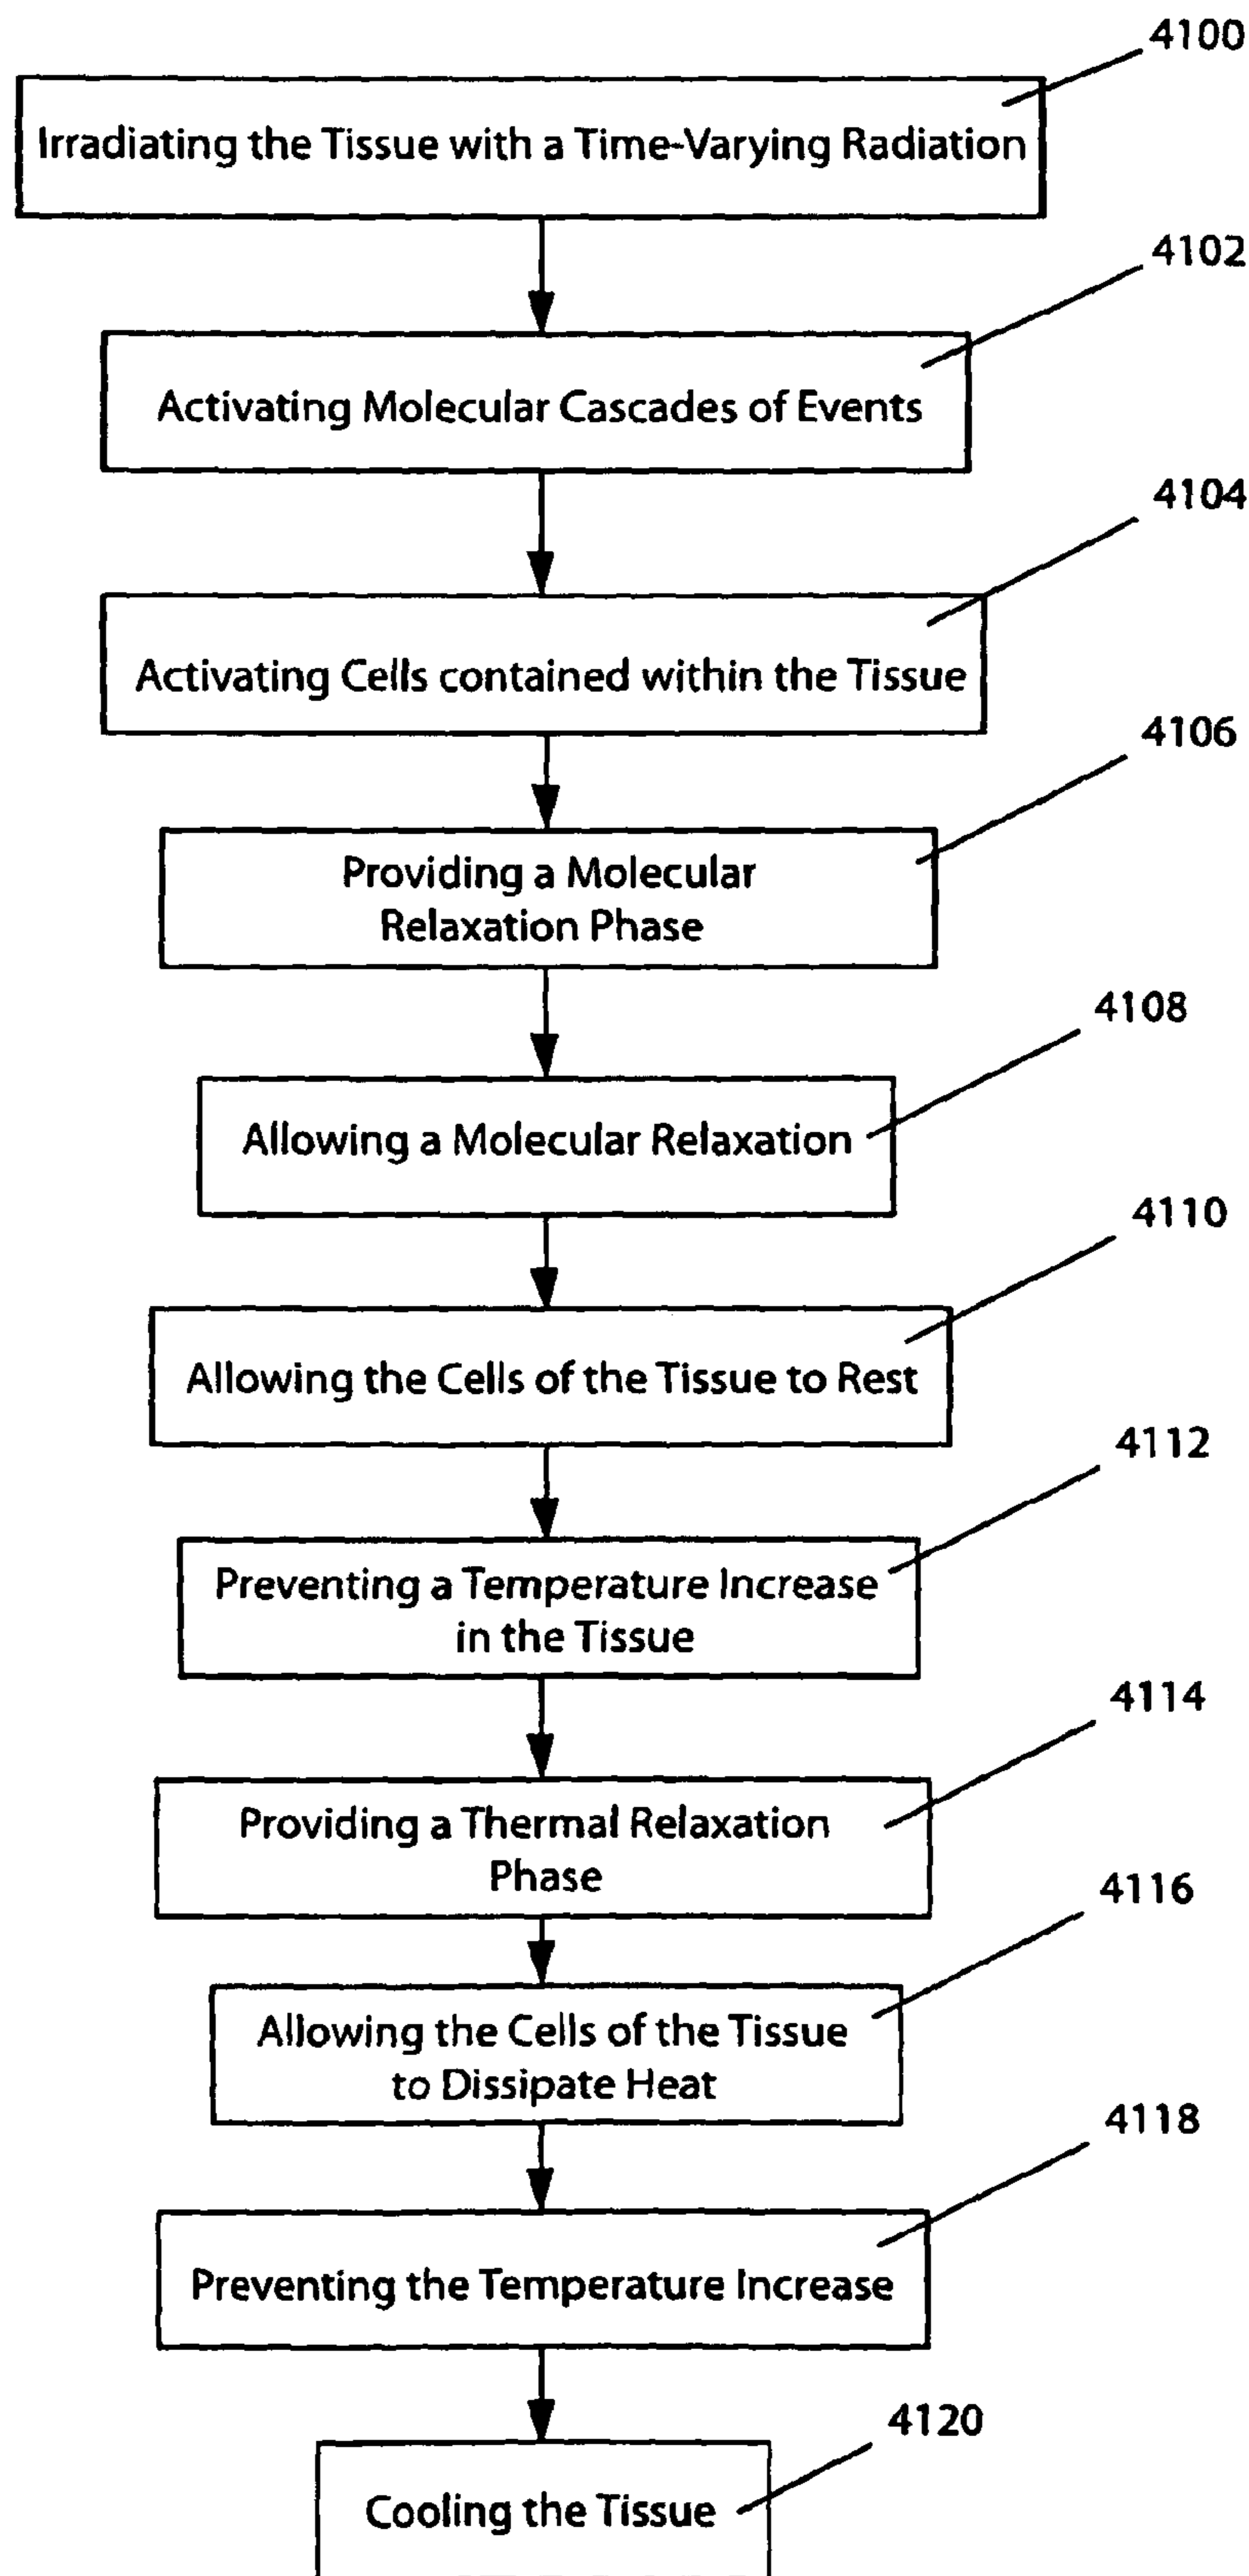 4100
Irradiating the Tissue with a Time-Varying Radiation
4102
Activating Molecular Cascades of Events
4104
Activating Cells contained within the Tissue
4106
Providing a Molecular
Relaxation Phase
4108
Allowing a Molecular Relaxation
4110
Allowing the Cells of the Tissue to Rest
4112
Preventing a Temperature Increase
in the Tissue
4114
Providing a Thermal Relaxation
Phase
4116
Allowing the Cells of the Tissue
to Dissipate Heat
4118
Preventing the Temperature Increase
4120
Cooling the Tissue